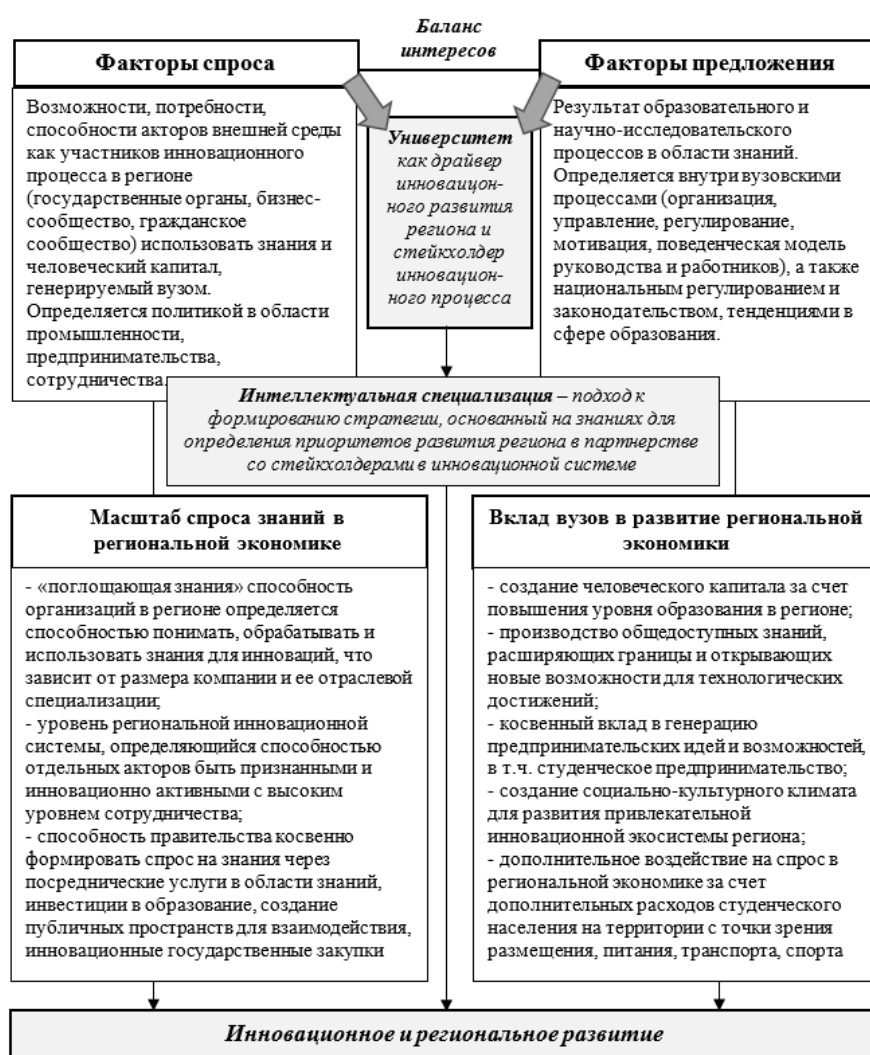 Баланс
интересов
Факторы спроса
Возможности, потребности,
способности акторов внешней среды
как участников инновационного
процесса в регионе
(государственные органы, бизнес-
сообщество, гражданское
сообщество) использовать знания и
человеческий капитал,
генерируемый вузом.
Определяется политикой в области
промышленности,
предпринимательства,
сотрудничества.
Университет
как драйвер
инноваицон-
ного развития
региона и
стейкхолдер
инновацион-
ного процесса
Факторы предложения
Результат образовательного и
научно-исследовательского
процессов в области знаний.
Определяется внутри вузовскими
процессами (организация,
управление, регулирование,
мотивация, поведенческая модель
руководства и работников), а также
национальным регулированием и
законодательством, тенденциями в
сфере образования.
Интеллектуальная специализация – подход к
формированию стратегии, основанный на знаниях для
определения приоритетов развития региона в партнерстве
со стейкхолдерами в инновационной системе
Масштаб спроса знаний в
региональной экономике
- «поглощающая знания» способность
организаций в регионе определяется
способностью понимать, обрабатывать и
использовать знания для инноваций, что
зависит от размера компании и ее отраслевой
специализации;
- уровень региональной инновационной
системы, определяющийся способностью
отдельных акторов быть признанными и
инновационно активными с высоким
уровнем сотрудничества;
- способность правительства косвенно
формировать спрос на знания через
посреднические услуги в области знаний,
инвестиции в образование, создание
публичных пространств для взаимодействия,
инновационные государственные закупки
Вклад вузов в развитие региональной
экономики
- создание человеческого капитала за счет
повышения уровня образования в регионе;
- производство общедоступных знаний,
расширяющих границы и открывающих
новые возможности для технологических
достижений;
- косвенный вклад в генерацию
предпринимательских идей и возможностей,
в т.ч. студенческое предпринимательство;
- создание социально-культурного климата
для развития привлекательной
инновационной экосистемы региона;
- дополнительное воздействие на спрос в
региональной экономике за счет
дополнительных расходов студенческого
населения на территории с точки зрения
размещения, питания, транспорта, спорта
Инновационное и региональное развитие